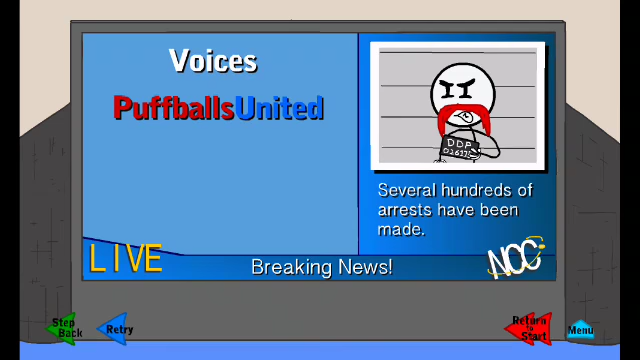 Voices
PuffballsUnited
DDP
Several hundreds of
arrests have been
made.
LIVE
Breaking News!
NCC
Step
Back
Retry
Return
to
Start
Menu